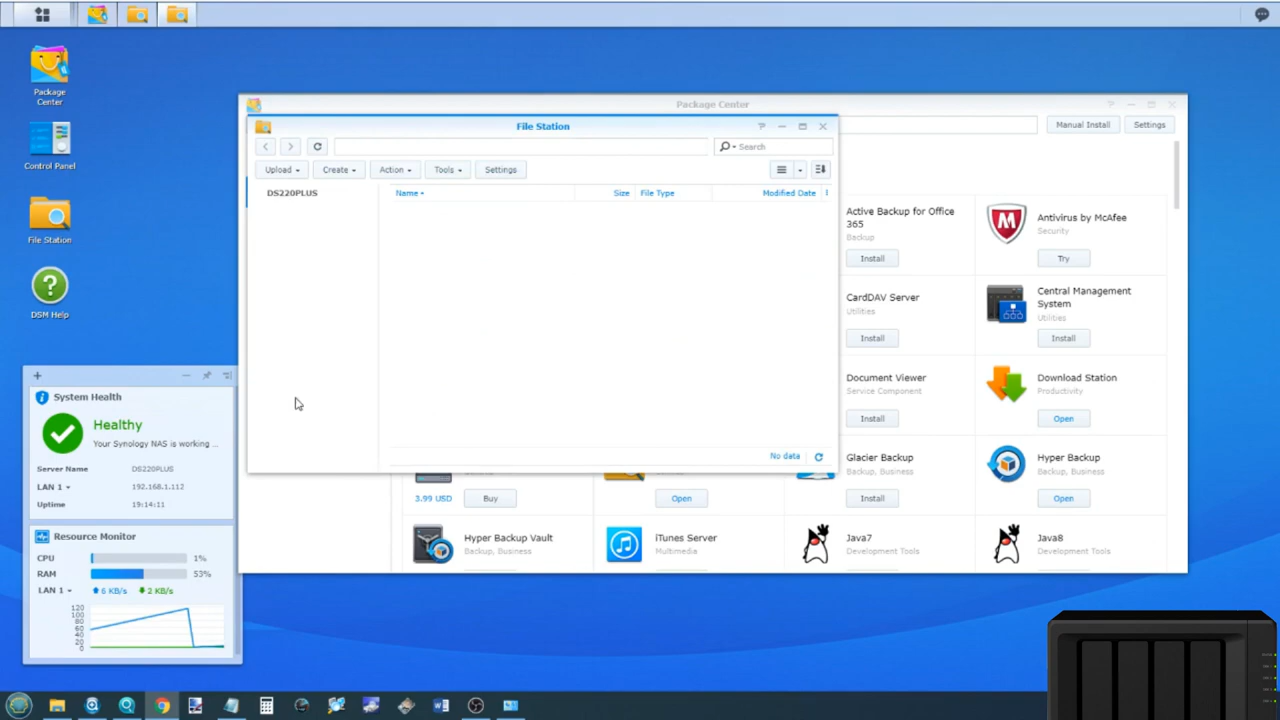 Package
Center
Control Panel
File Station
DSM Help
Package Center
Manual Install
Settings
File Station
Search
Upload
Create
Action
Tools
Settings
DS220PLUS
Name
Size
File Type
Modified Date
No data
Active Backup for Office
365
Backup
Install
Antivirus by McAfee
Security
Try
CardDAV Server
Utilities
Install
Central Management
System
Utilities
Install
Document Viewer
Service Component
Install
Download Station
Productivity
Open
Glacier Backup
Backup, Business
Install
Hyper Backup
Backup, Business
Open
3.99 USD
Buy
Open
Hyper Backup Vault
Backup, Business
iTunes Server
Multimedia
Java7
Development Tools
Java8
Development Tools
System Health
Healthy
Your Synology NAS is working ...
Server Name DS220PLUS
LAN 1 192.168.1.112
Uptime 19:14:11
Resource Monitor
CPU 1%
RAM 53%
LAN 1 6 KB/s 2 KB/s
120
100
80
60
40
20
0